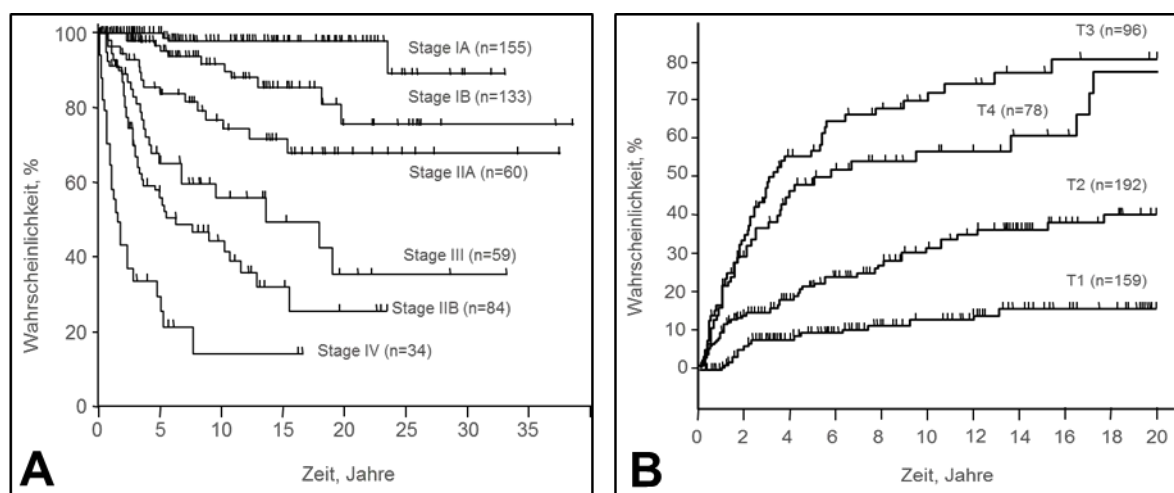 100
80
60
40
20
0
0 5 10 15 20 25 30 35
Wahrscheinlichkeit, %
Zeit, Jahre
Stage IA (n=155)
Stage IB (n=133)
Stage IIA (n=60)
Stage III (n=59)
Stage IIB (n=84)
Stage IV (n=34)
A
80
70
60
50
40
30
20
10
0
0 2 4 6 8 10 12 14 16 18 20
Wahrscheinlichkeit, %
Zeit, Jahre
T3 (n=96)
T4 (n=78)
T2 (n=192)
T1 (n=159)
B